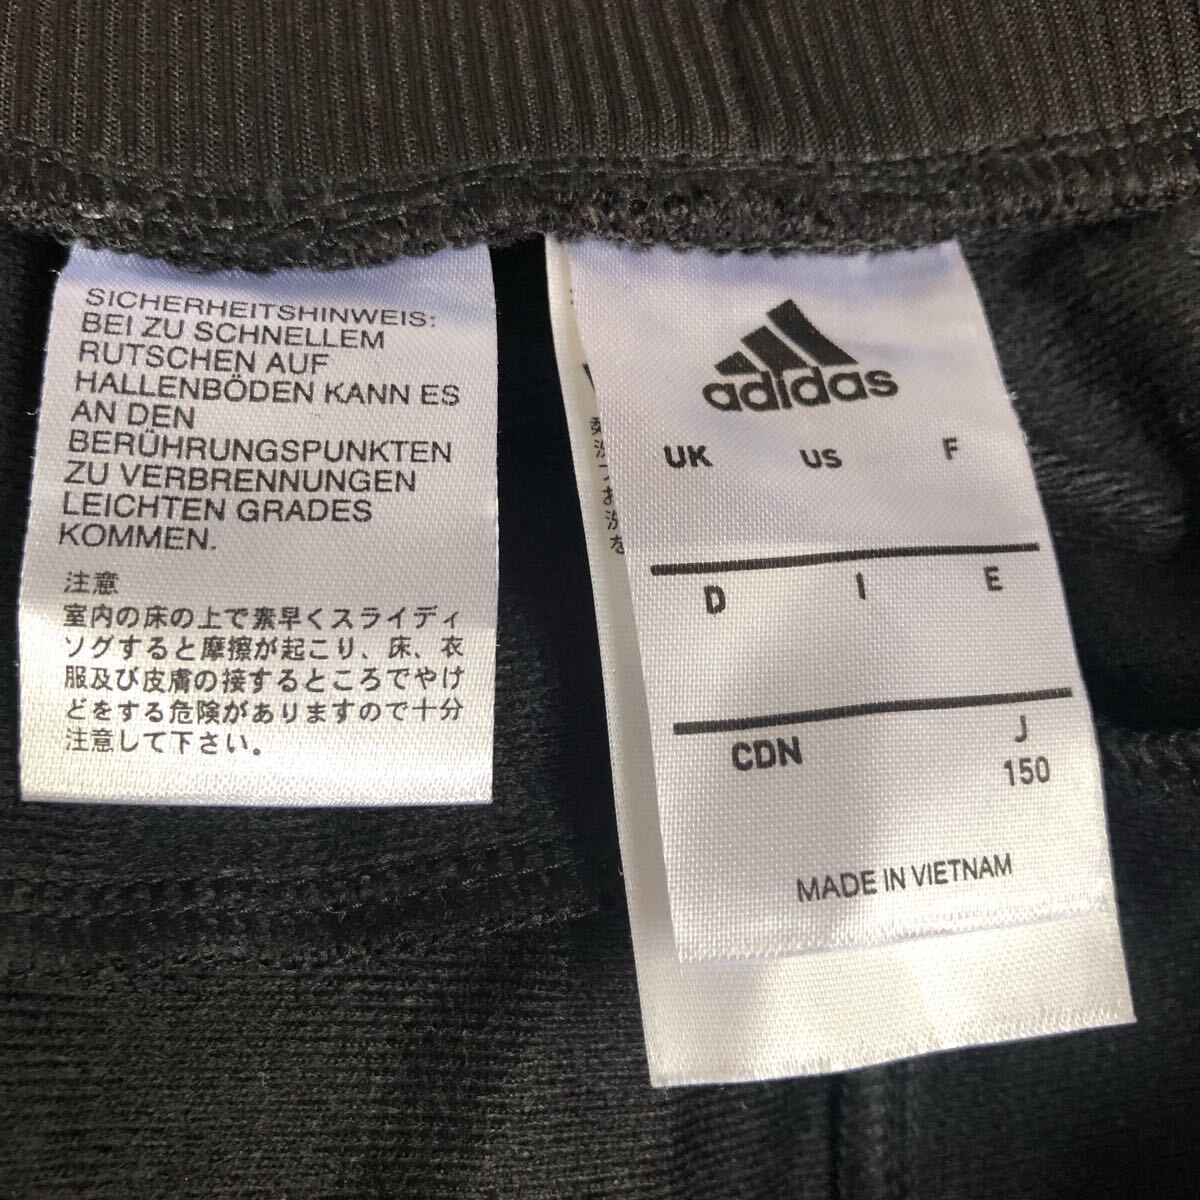 SICHERHEITSHINWEIS:
BEI ZU SCHNELLEM
RUTSCHEN AUF
HALLENBÖDEN KANN ES
AN DEN
BERÜHRUNGSPUNKTEN
ZU VERBRENNUNGEN
LEICHTEN GRADES
KOMMEN.
注意
室内の床の上で素早くスライディ
ングすると摩擦が起こり、床、衣
服及び皮膚の接するところでやけ
どをする危険がありますので十分
注意して下さい。
adidas
UK US F
D I E
CDN J
150
MADE IN VIETNAM